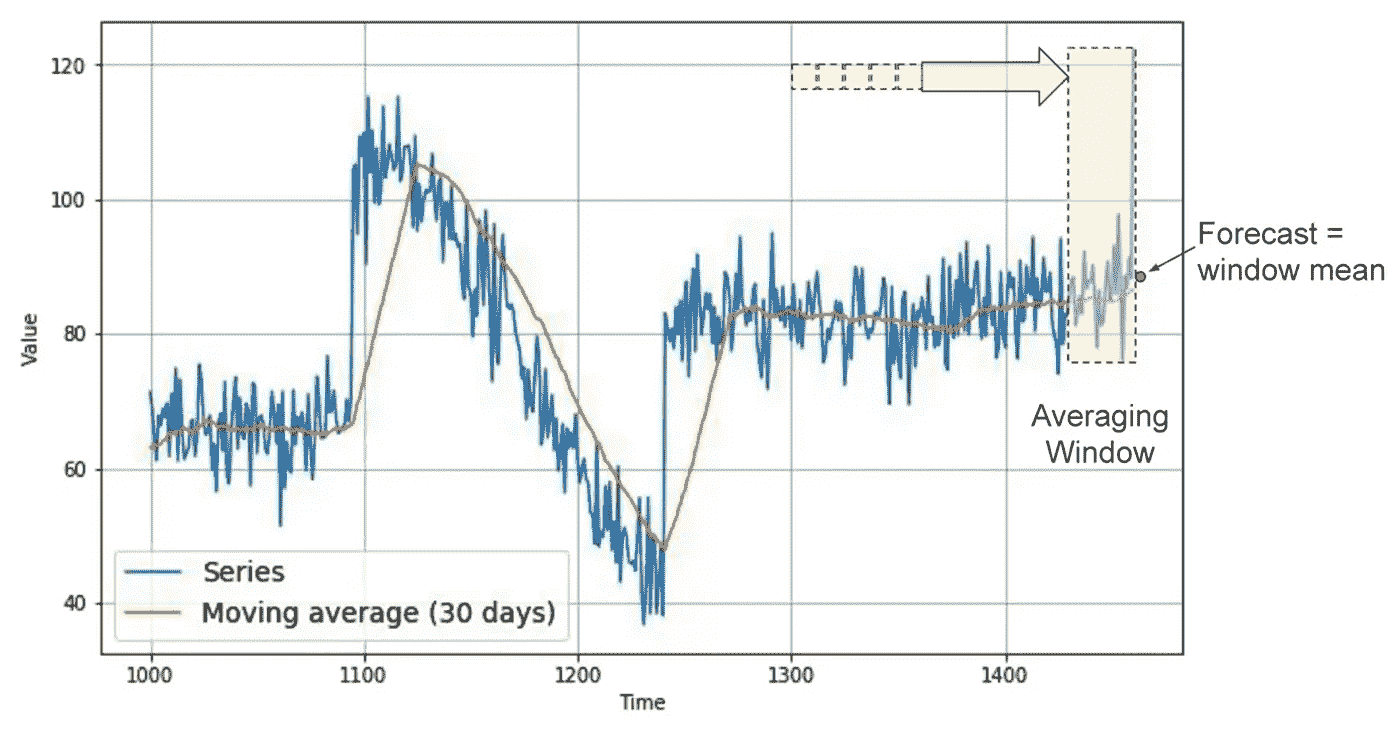 120
100
80
60
40
Value
Forecast =
window mean
Averaging
Window
Series
Moving average (30 days)
1000
1100
1200
1300
1400
Time